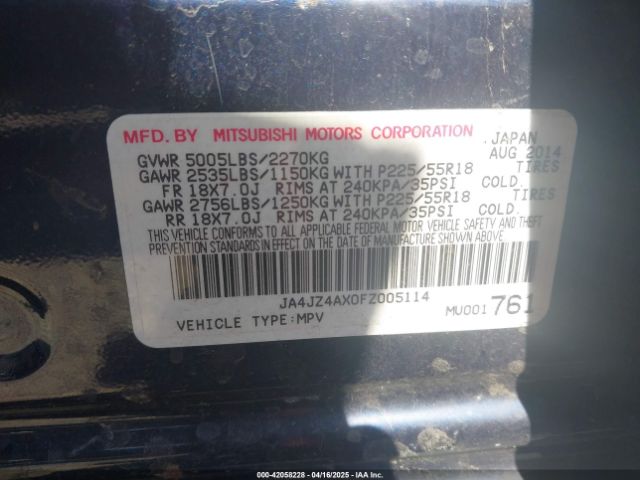 MFD. BY MITSUBISHI MOTORS CORPORATION , JAPAN
GVWR 5005LBS/2270KG AUG 2014
GAWR 2535LBS/1150KG WITH P225/55R18 TIRES
FR 18X7.0J RIMS AT 240KPA/35PSI COLD.
GAWR 2756LBS/1250KG WITH P225/55R18 TIRES
RR 18X7.0J RIMS AT 240KPA/35PSI COLD.
THIS VEHICLE CONFORMS TO ALL APPLICABLE FEDERAL MOTOR VEHICLE SAFETY AND THEFT
PREVENTION STANDARDS IN EFFECT ON THE DATE OF MANUFACTURE SHOWN ABOVE.
JA4JZ4AX0FZ005114
VEHICLE TYPE:MPV MU001 761
000-42058228 - 04/16/2025 - IAA Inc.